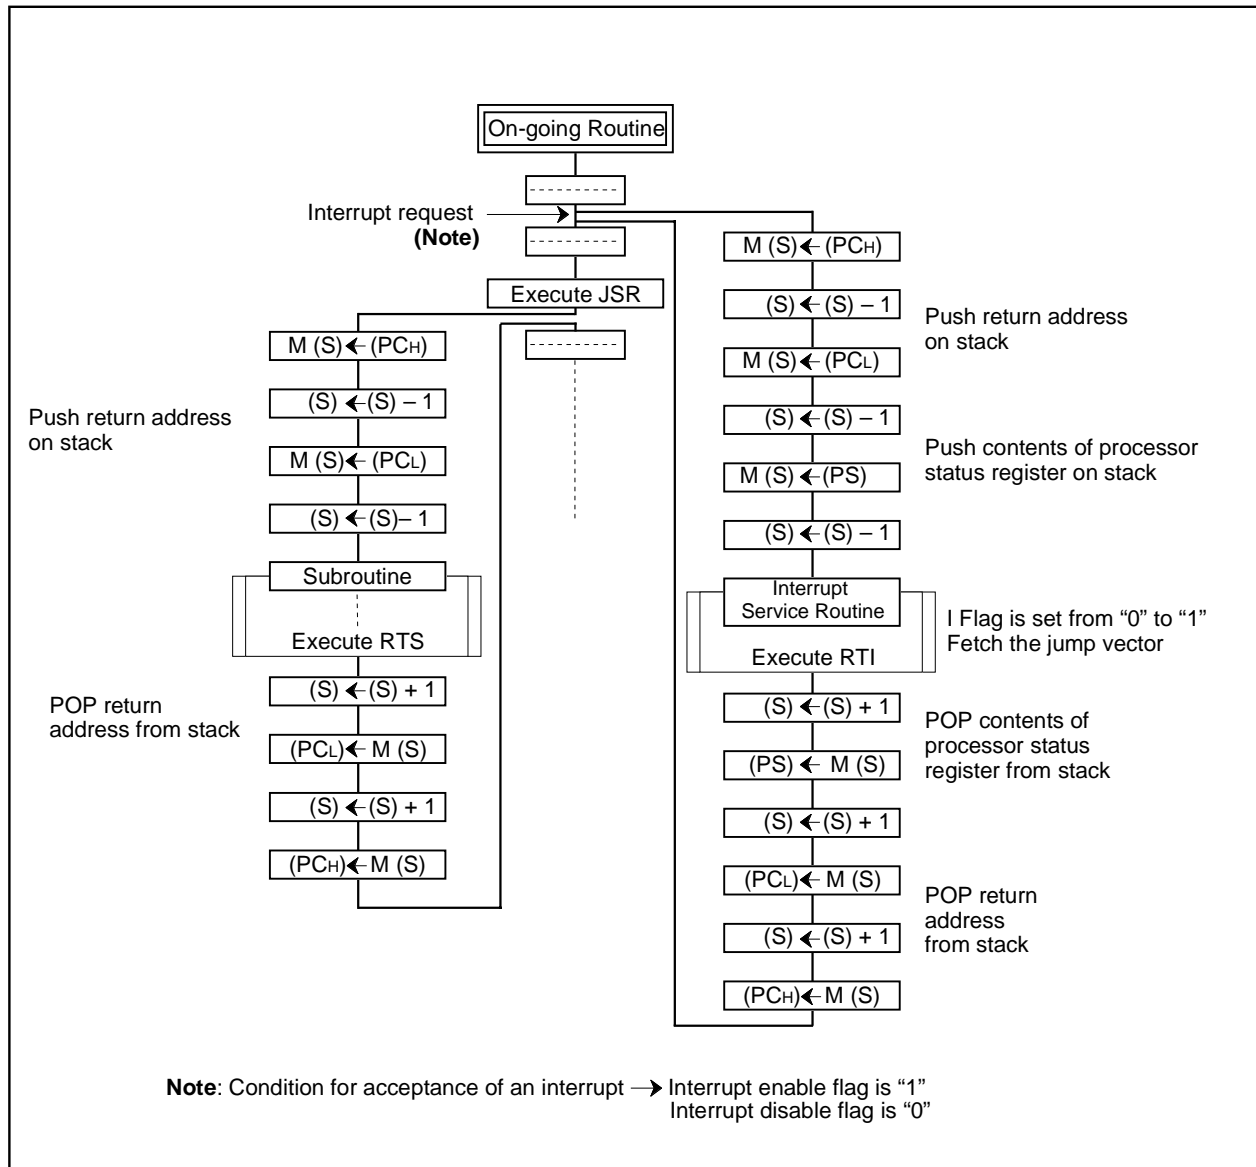 On-going Routine
Interrupt request
(Note)
Execute JSR
M (S) ← (PCH)
(S) ← (S) – 1
M (S) ← (PCL)
(S) ← (S)– 1
Push return address
on stack
Subroutine
Execute RTS
(S) ← (S) + 1
(PCL) ← M (S)
(S) ← (S) + 1
(PCH) ← M (S)
POP return
address from stack
M (S) ← (PCH)
(S) ← (S) – 1
M (S) ← (PCL)
(S) ← (S) – 1
M (S) ← (PS)
(S) ← (S) – 1
Push return address
on stack
Push contents of processor
status register on stack
Interrupt
Service Routine
Execute RTI
I Flag is set from “0” to “1”
Fetch the jump vector
(S) ← (S) + 1
(PS) ← M (S)
(S) ← (S) + 1
(PCL) ← M (S)
(S) ← (S) + 1
(PCH) ← M (S)
POP contents of
processor status
register from stack
POP return
address
from stack
Note: Condition for acceptance of an interrupt → Interrupt enable flag is “1”
Interrupt disable flag is “0”